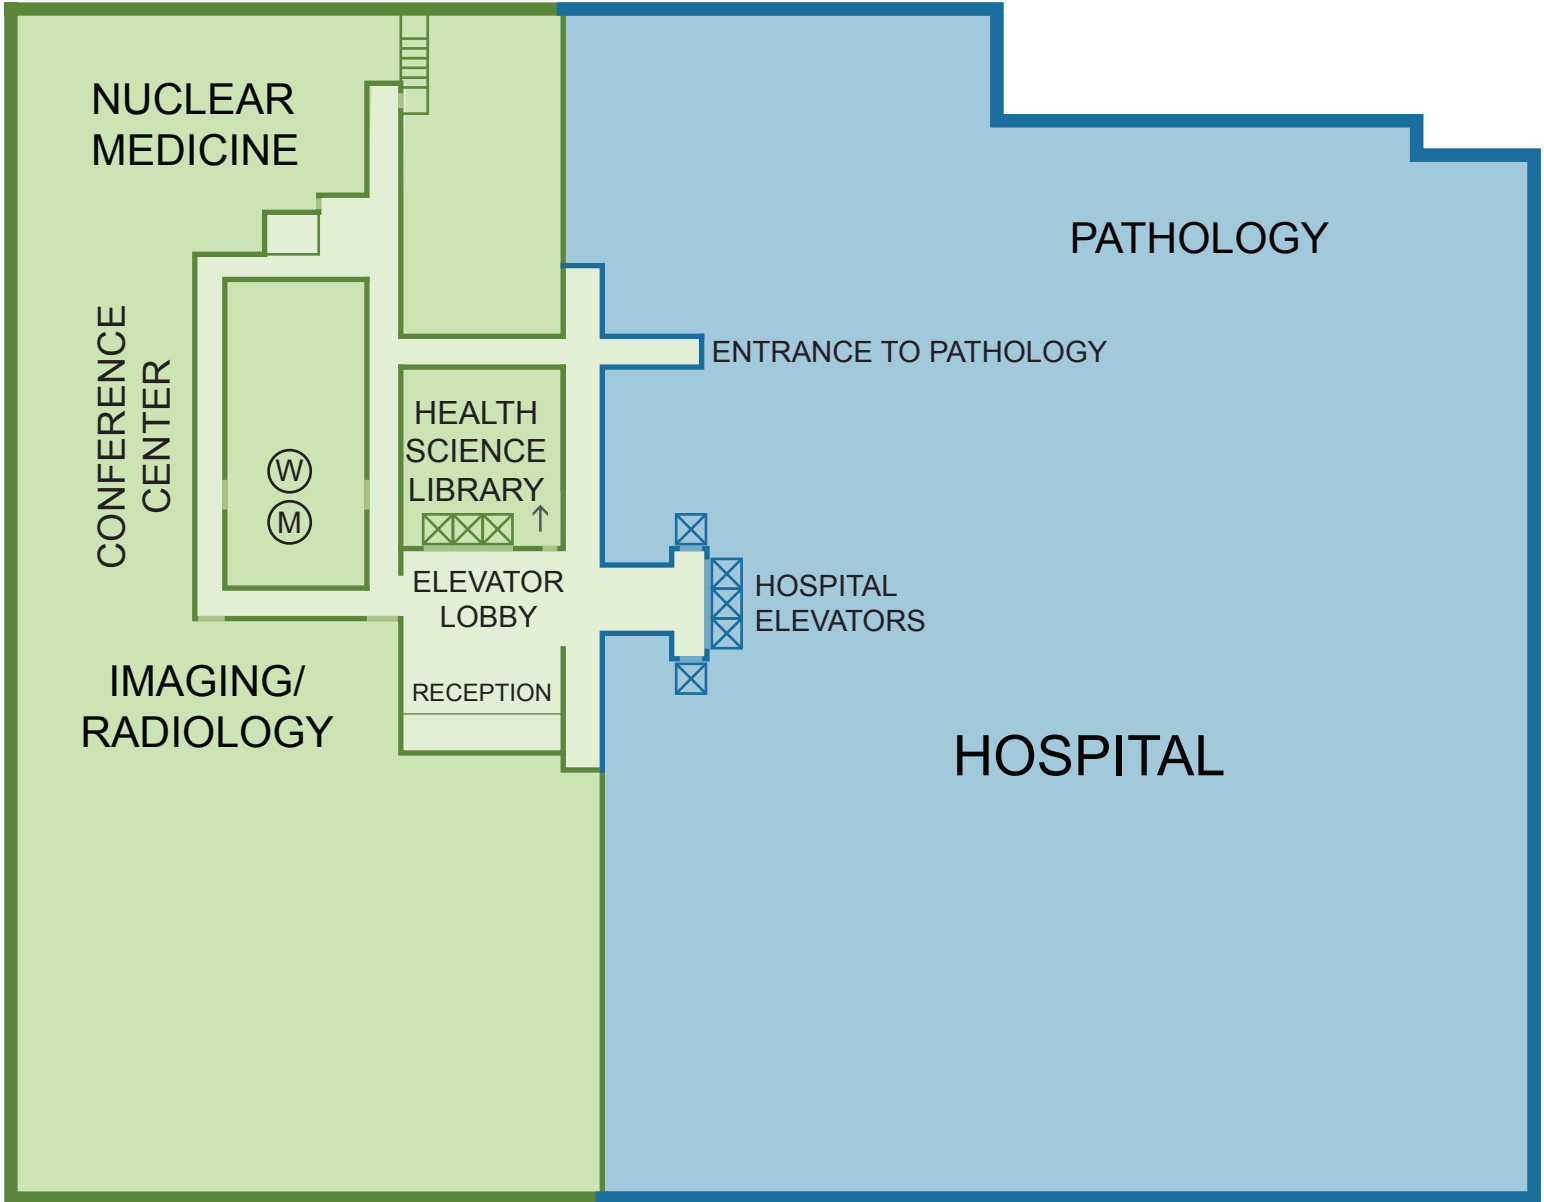 NUCLEAR
MEDICINE
PATHOLOGY
ENTRANCE TO PATHOLOGY
CONFERENCE
CENTER
HEALTH
SCIENCE
LIBRARY
W
M
ELEVATOR
LOBBY
HOSPITAL
ELEVATORS
IMAGING/
RADIOLOGY
RECEPTION
HOSPITAL